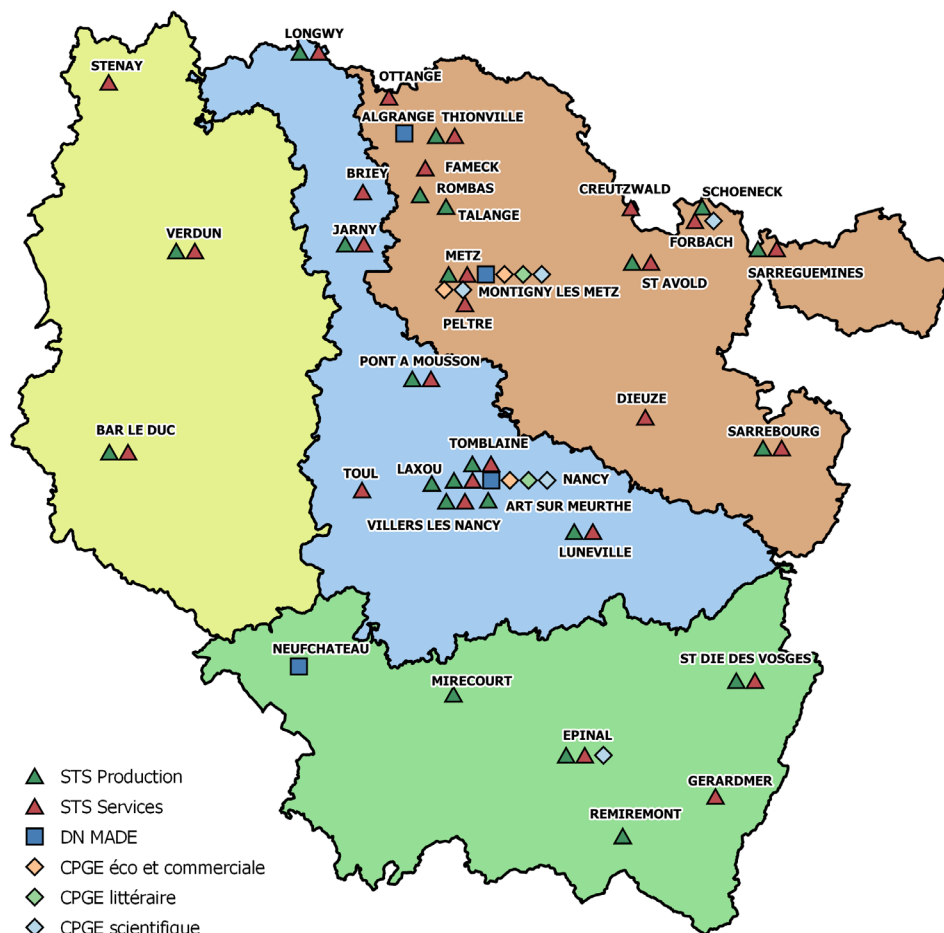 LONGWY
STENAY
OTTANGE
ALGRANGE
THIONVILLE
FAMECK
BRIEY
ROMBAS
CREUTZWALD
SCHOENECK
TALANGE
VERDUN
JARNY
FORBACH
METZ
SARREGUEMINES
ST AVOLD
MONTIGNY LES METZ
PELTRE
PONT A MOUSSON
DIEUZE
BAR LE DUC
SARREBOURG
TOMBLAINE
LAXOU
TOUL
NANCY
ART SUR MEURTHE
VILLERS LES NANCY
LUNEVILLE
NEUFCHATEAU
ST DIE DES VOSGES
MIRECOURT
EPINAL
GERARDMER
REMIREMONT
STS Production
STS Services
DN MADE
CPGE éco et commerciale
CPGE littéraire
CPGE scientifique